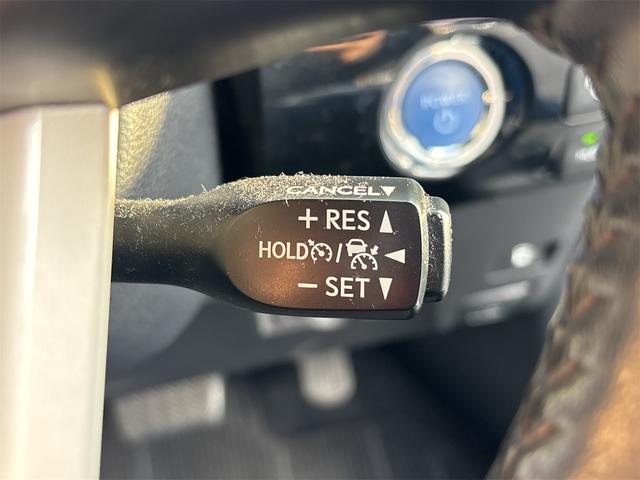 CANCEL▼
+ RES ▲
HOLD / ◀
− SET ▼